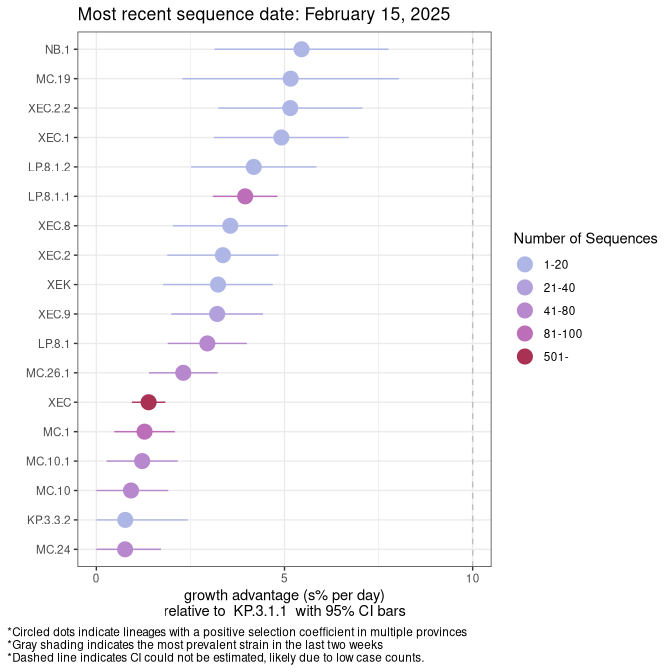 Most recent sequence date: February 15, 2025
NB.1
MC.19
XEC.2.2
XEC.1
LP.8.1.2
LP.8.1.1
XEC.8
XEC.2
XEK
XEC.9
LP.8.1
MC.26.1
XEC
MC.1
MC.10.1
MC.10
KP.3.3.2
MC.24
0 5 10
growth advantage (s% per day)
relative to KP.3.1.1 with 95% CI bars
Number of Sequences
1-20
21-40
41-80
81-100
501-
*Circled dots indicate lineages with a positive selection coefficient in multiple provinces
*Gray shading indicates the most prevalent strain in the last two weeks
*Dashed line indicates CI could not be estimated, likely due to low case counts.